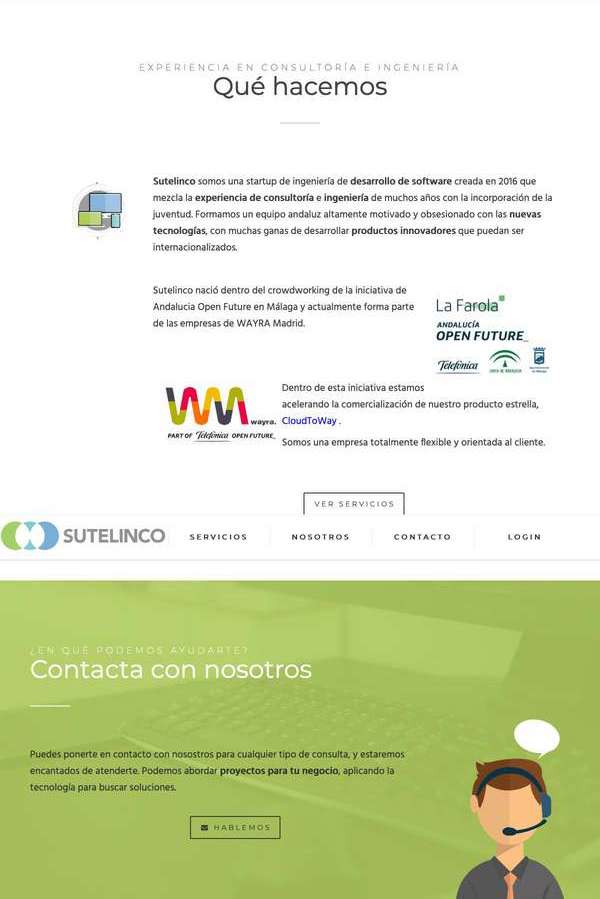 EXPERIENCIA EN CONSULTORÍA E INGENIERÍA
Qué hacemos
Sutelinco somos una startup de ingeniería de desarrollo de software creada en 2016 que
mezcla la experiencia de consultoría e ingeniería de muchos años con la incorporación de la
juventud. Formamos un equipo andaluz altamente motivado y obsesionado con las nuevas
tecnologías, con muchas ganas de desarrollar productos innovadores que puedan ser
internacionalizados.
Sutelinco nació dentro del crowdworking de la iniciativa de
Andalucia Open Future en Málaga y actualmente forma parte
de las empresas de WAYRA Madrid.
La Farola
ANDALUCÍA
OPEN FUTURE_
Telefónica
JUNTA DE ANDALUCIA
wayra.
PART OF Telefónica OPEN FUTURE_
Dentro de esta iniciativa estamos
acelerando la comercialización de nuestro producto estrella,
CloudToWay .
Somos una empresa totalmente flexible y orientada al cliente.
VER SERVICIOS
SUTELINCO
SERVICIOS
NOSOTROS
CONTACTO
LOGIN
¿EN QUÉ PODEMOS AYUDARTE?
Contacta con nosotros
Puedes ponerte en contacto con nosostros para cualquier tipo de consulta, y estaremos
encantados de atenderte. Podemos abordar proyectos para tu negocio, aplicando la
tecnología para buscar soluciones.
HABLEMOS